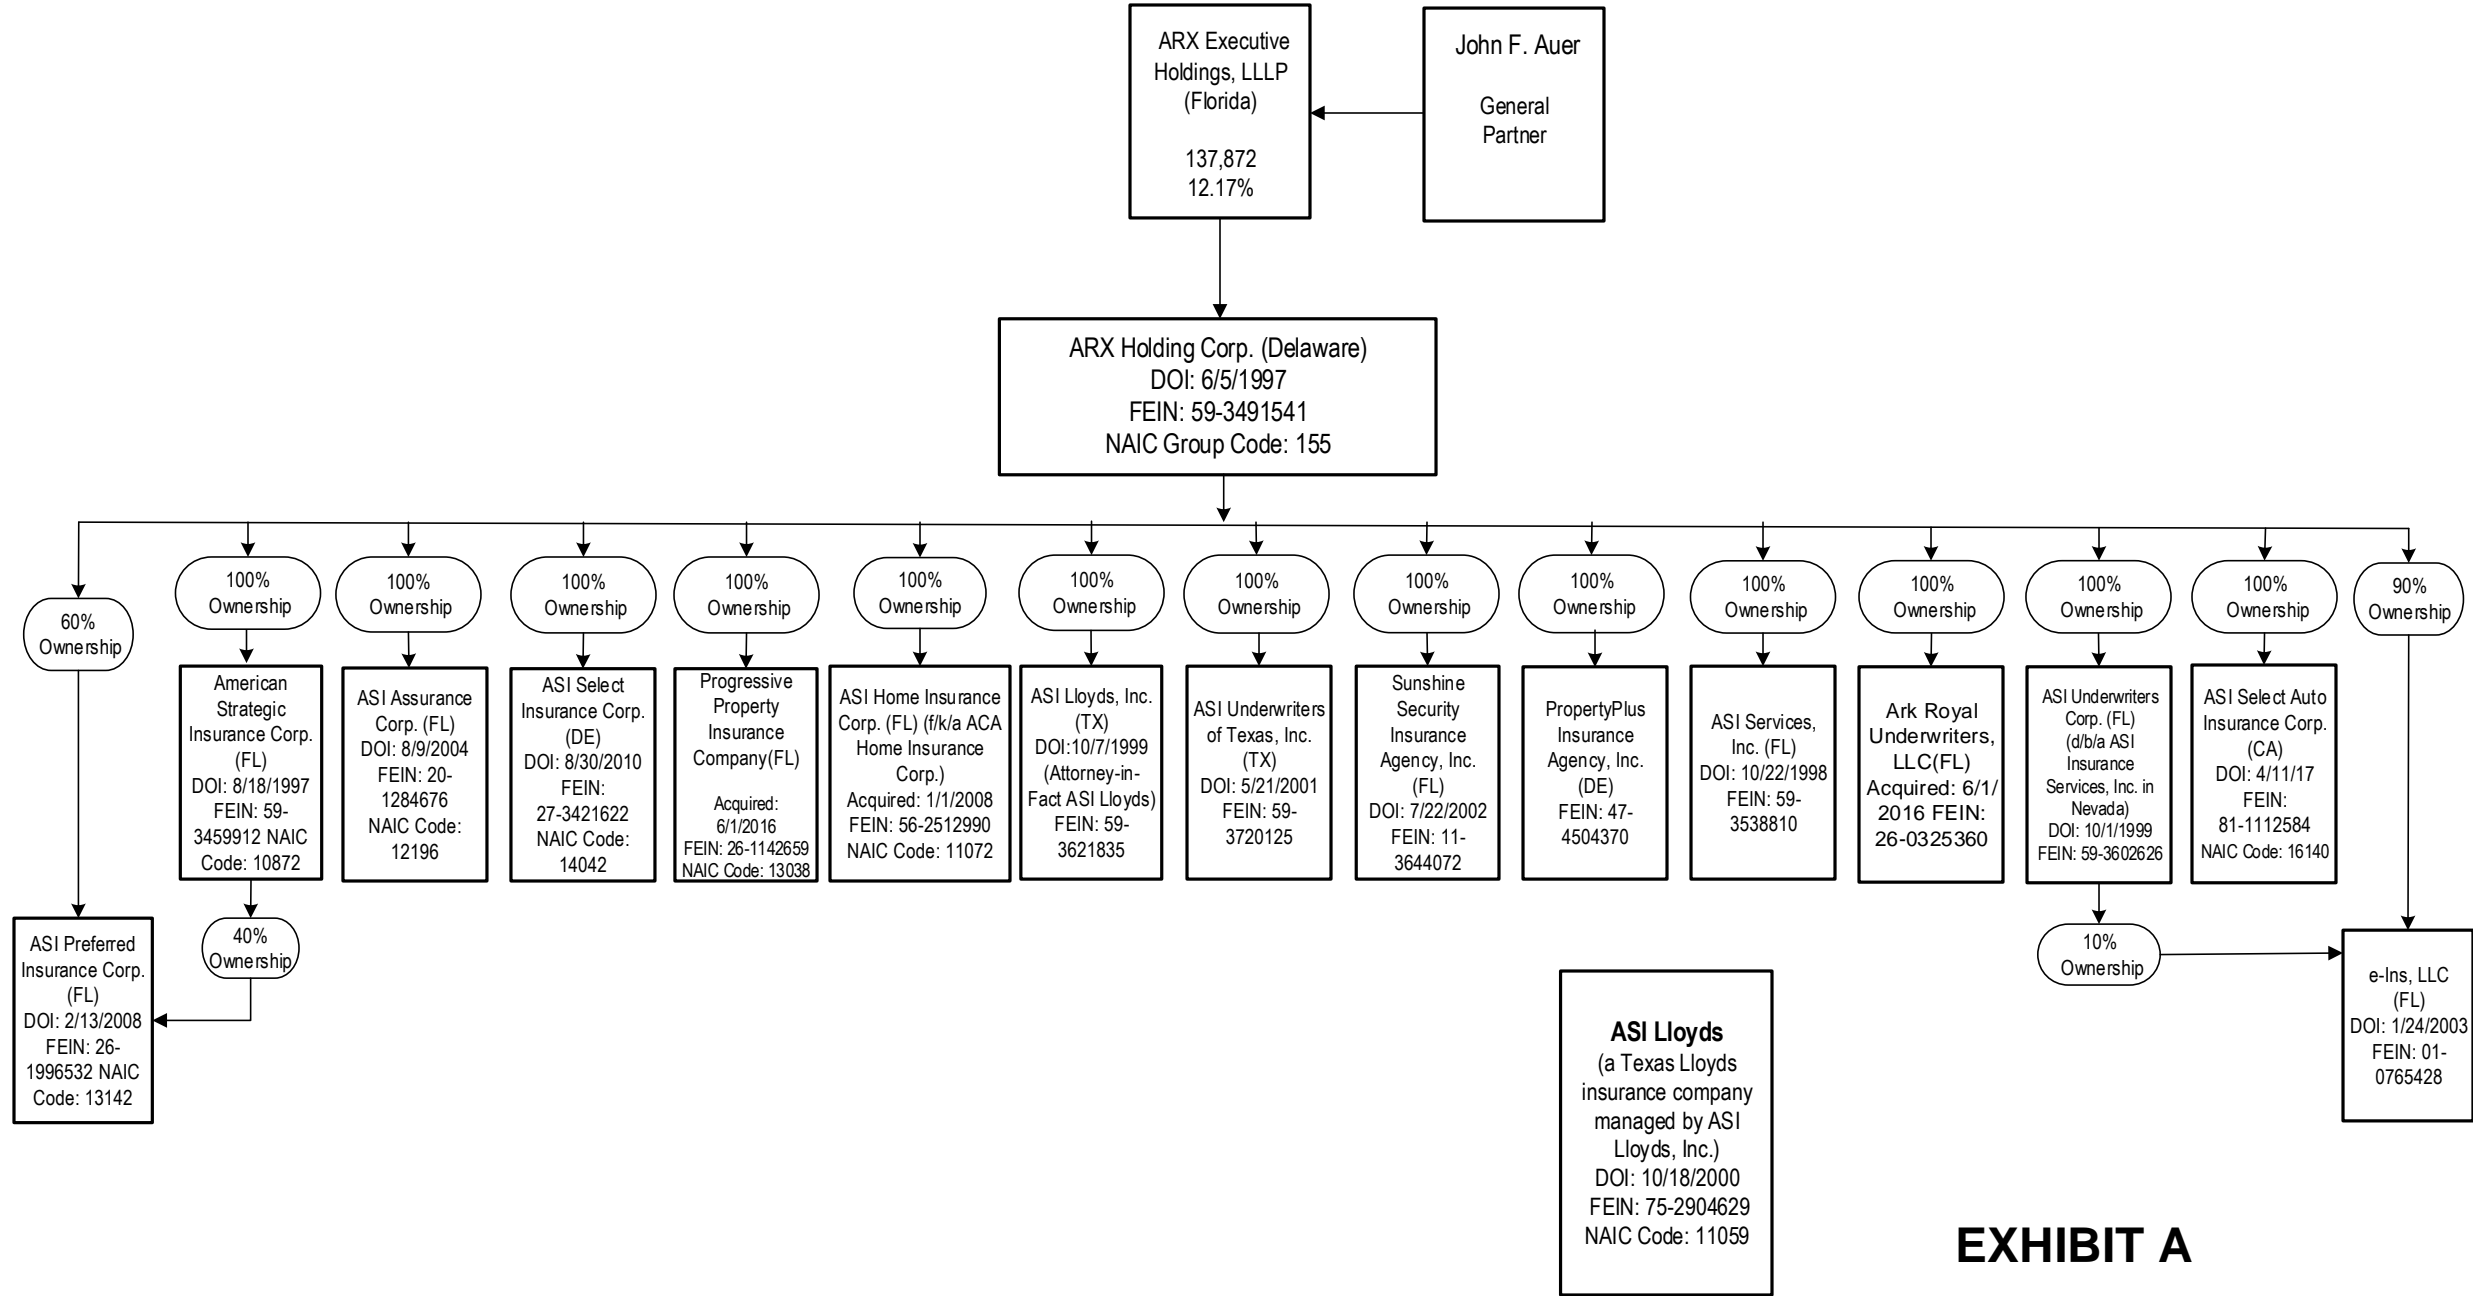 ARX Executive
Holdings, LLLP
(Florida)
137,872
12.17%
John F. Auer
General
Partner
ARX Holding Corp. (Delaware)
DOI: 6/5/1997
FEIN: 59-3491541
NAIC Group Code: 155
60%
Ownership
100%
Ownership
100%
Ownership
100%
Ownership
100%
Ownership
100%
Ownership
100%
Ownership
100%
Ownership
100%
Ownership
100%
Ownership
100%
Ownership
100%
Ownership
100%
Ownership
100%
Ownership
90%
Ownership
American
Strategic
Insurance Corp.
(FL)
DOI: 8/18/1997
FEIN: 59-
3459912 NAIC
Code: 10872
ASI Assurance
Corp. (FL)
DOI: 8/9/2004
FEIN: 20-
1284676
NAIC Code:
12196
ASI Select
Insurance Corp.
(DE)
DOI: 8/30/2010
FEIN:
27-3421622
NAIC Code:
14042
Progressive
Property
Insurance
Company(FL)
Acquired:
6/1/2016
FEIN: 26-1142659
NAIC Code: 13038
ASI Home Insurance
Corp. (FL) (f/k/a ACA
Home Insurance
Corp.)
Acquired: 1/1/2008
FEIN: 56-2512990
NAIC Code: 11072
ASI Lloyds, Inc.
(TX)
DOI:10/7/1999
(Attorney-in-
Fact ASI Lloyds)
FEIN: 59-
3621835
ASI Underwriters
of Texas, Inc.
(TX)
DOI: 5/21/2001
FEIN: 59-
3720125
Sunshine
Security
Insurance
Agency, Inc.
(FL)
DOI: 7/22/2002
FEIN: 11-
3644072
PropertyPlus
Insurance
Agency, Inc.
(DE)
FEIN: 47-
4504370
ASI Services,
Inc. (FL)
DOI: 10/22/1998
FEIN: 59-
3538810
Ark Royal
Underwriters,
LLC(FL)
Acquired: 6/1/
2016 FEIN:
26-0325360
ASI Underwriters
Corp. (FL)
(d/b/a ASI
Insurance
Services, Inc. in
Nevada)
DOI: 10/1/1999
FEIN: 59-3602626
ASI Select Auto
Insurance Corp.
(CA)
DOI: 4/11/17
FEIN:
81-1112584
NAIC Code: 16140
ASI Preferred
Insurance Corp.
(FL)
DOI: 2/13/2008
FEIN: 26-
1996532 NAIC
Code: 13142
40%
Ownership
10%
Ownership
e-Ins, LLC
(FL)
DOI: 1/24/2003
FEIN: 01-
0765428
ASI Lloyds
(a Texas Lloyds
insurance company
managed by ASI
Lloyds, Inc.)
DOI: 10/18/2000
FEIN: 75-2904629
NAIC Code: 11059
EXHIBIT A